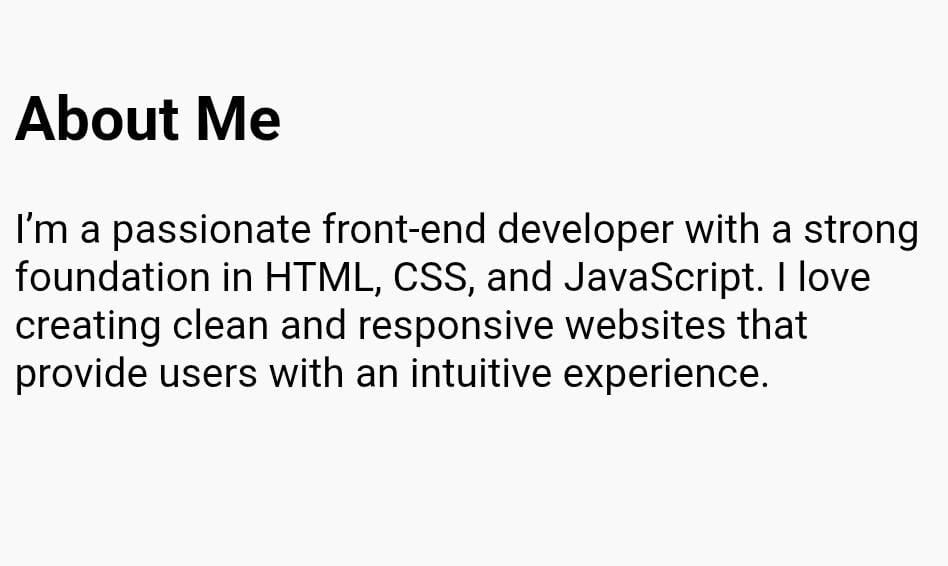 About Me
I’m a passionate front-end developer with a strong
foundation in HTML, CSS, and JavaScript. I love
creating clean and responsive websites that
provide users with an intuitive experience.